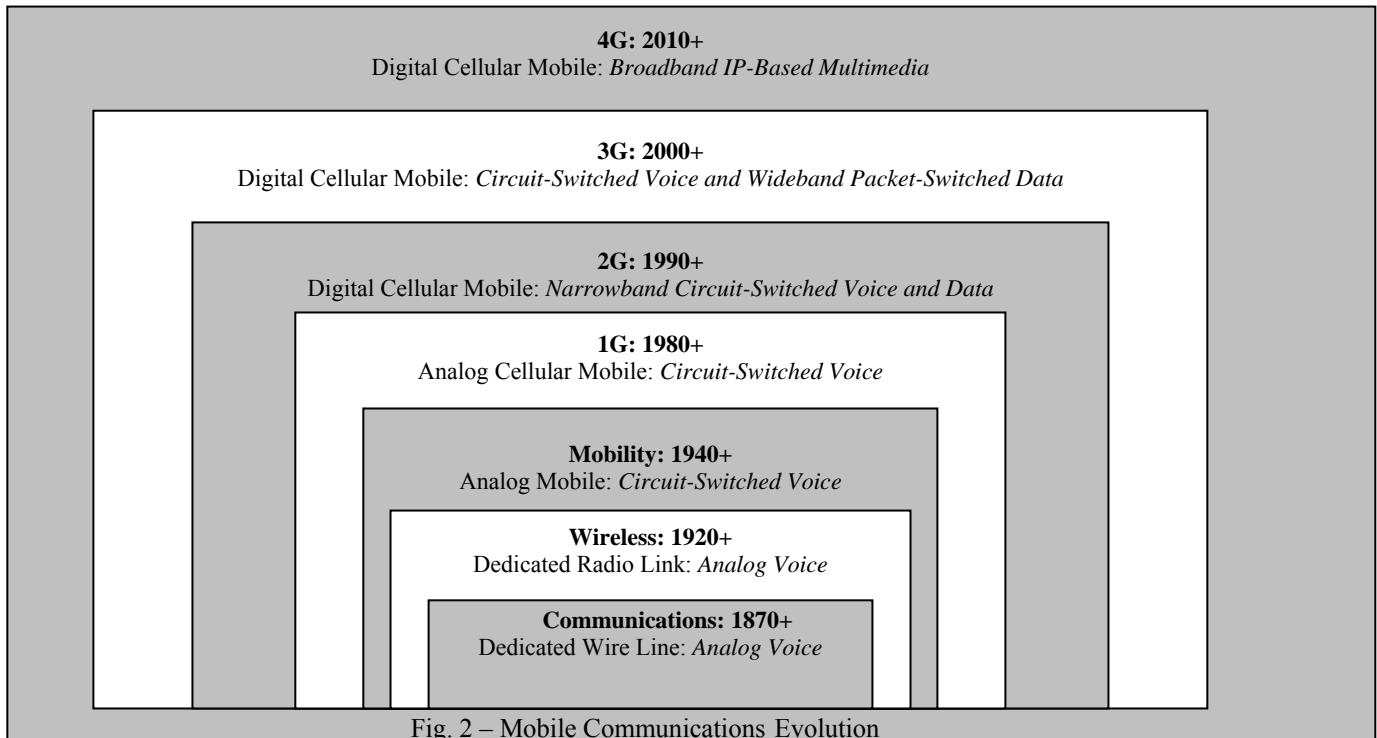 4G: 2010+
Digital Cellular Mobile: Broadband IP-Based Multimedia
3G: 2000+
Digital Cellular Mobile: Circuit-Switched Voice and Wideband Packet-Switched Data
2G: 1990+
Digital Cellular Mobile: Narrowband Circuit-Switched Voice and Data
1G: 1980+
Analog Cellular Mobile: Circuit-Switched Voice
Mobility: 1940+
Analog Mobile: Circuit-Switched Voice
Wireless: 1920+
Dedicated Radio Link: Analog Voice
Communications: 1870+
Dedicated Wire Line: Analog Voice
Fig. 2 – Mobile Communications Evolution